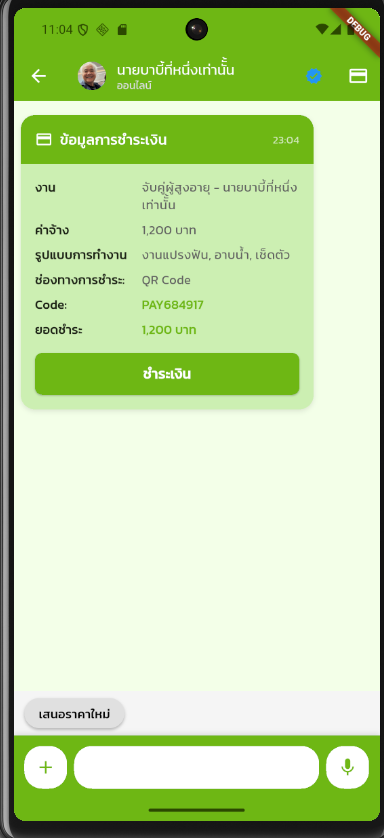 11:04
DEBUG
นายบาบี้ที่หนึ่งเท่านั้้น
ออนไลน์
ข้อมูลการชำระเงิน 23:04
งาน จับคู่ผู้สูงอายุ - นายบาบี้ที่หนึ่ง
เท่านั้้น
ค่าจ้าง 1,200 บาท
รูปแบบการทำงาน งานแปรงฟัน, อาบน้ำ, เช็ดตัว
ช่องทางการชำระ: QR Code
Code: PAY684917
ยอดชำระ 1,200 บาท
ชำระเงิน
เสนอราคาใหม่